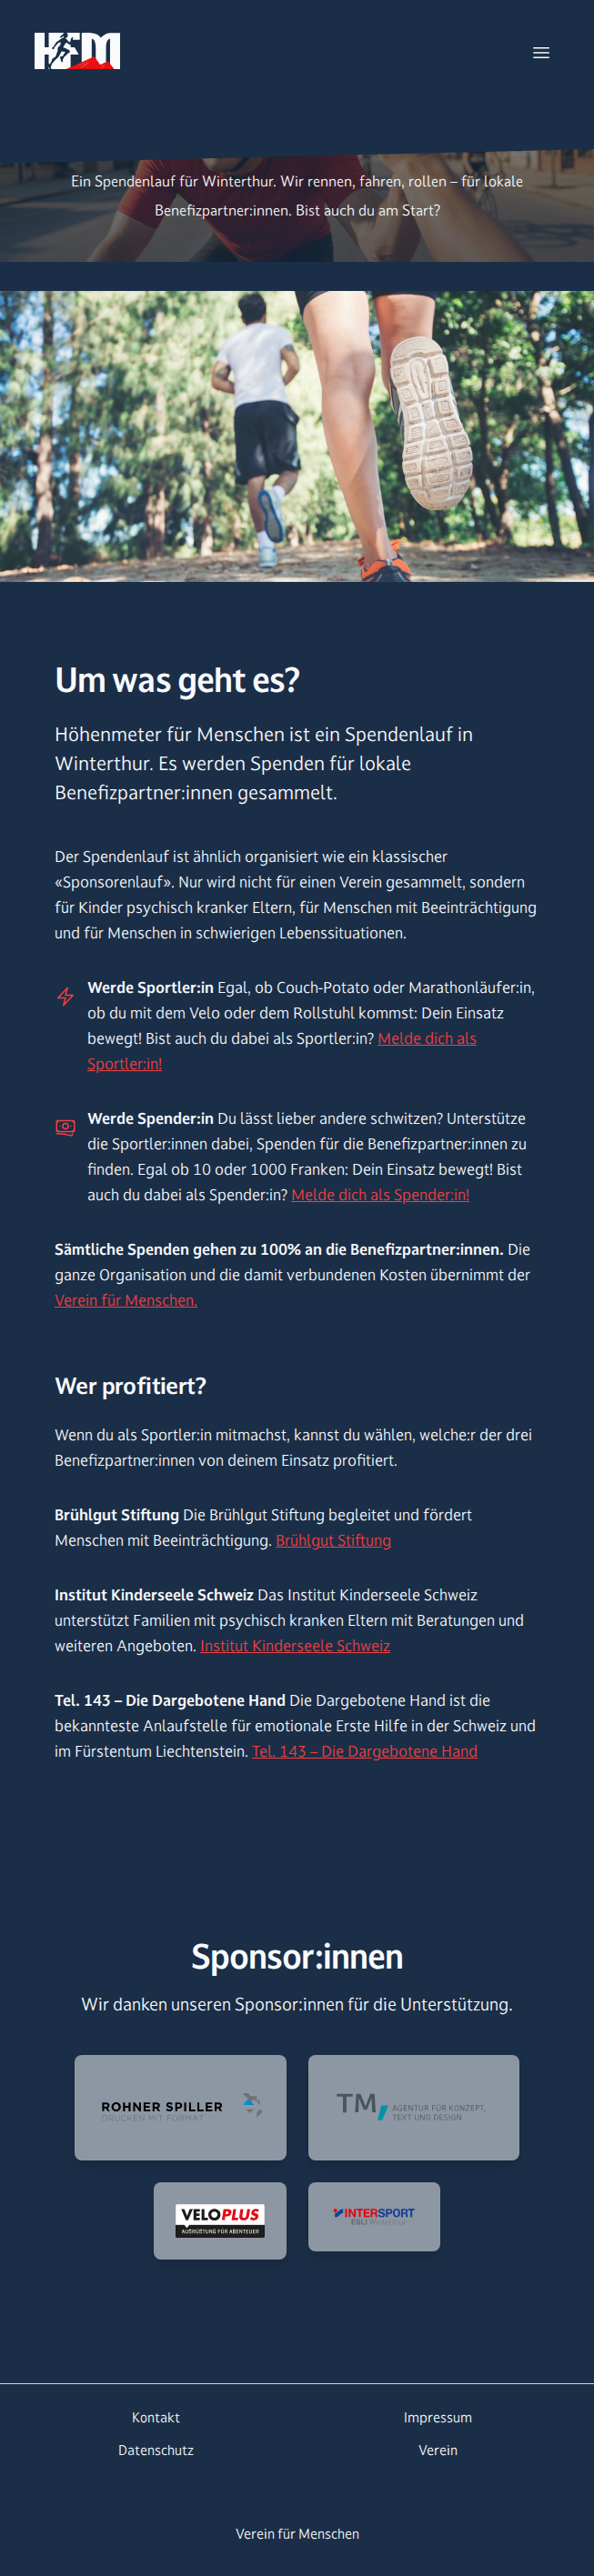 HFM
Ein Spendenlauf für Winterthur. Wir rennen, fahren, rollen – für lokale
Benefizpartner:innen. Bist auch du am Start?
Um was geht es?
Höhenmeter für Menschen ist ein Spendenlauf in
Winterthur. Es werden Spenden für lokale
Benefizpartner:innen gesammelt.
Der Spendenlauf ist ähnlich organisiert wie ein klassischer
«Sponsorenlauf». Nur wird nicht für einen Verein gesammelt, sondern
für Kinder psychisch kranker Eltern, für Menschen mit Beeinträchtigung
und für Menschen in schwierigen Lebenssituationen.
Werde Sportler:in Egal, ob Couch-Potato oder Marathonläufer:in,
ob du mit dem Velo oder dem Rollstuhl kommst: Dein Einsatz
bewegt! Bist auch du dabei als Sportler:in? Melde dich als
Sportler:in!
Werde Spender:in Du lässt lieber andere schwitzen? Unterstütze
die Sportler:innen dabei, Spenden für die Benefizpartner:innen zu
finden. Egal ob 10 oder 1000 Franken: Dein Einsatz bewegt! Bist
auch du dabei als Spender:in? Melde dich als Spender:in!
Sämtliche Spenden gehen zu 100% an die Benefizpartner:innen. Die
ganze Organisation und die damit verbundenen Kosten übernimmt der
Verein für Menschen.
Wer profitiert?
Wenn du als Sportler:in mitmachst, kannst du wählen, welche:r der drei
Benefizpartner:innen von deinem Einsatz profitiert.
Brühlgut Stiftung Die Brühlgut Stiftung begleitet und fördert
Menschen mit Beeinträchtigung. Brühlgut Stiftung
Institut Kinderseele Schweiz Das Institut Kinderseele Schweiz
unterstützt Familien mit psychisch kranken Eltern mit Beratungen und
weiteren Angeboten. Institut Kinderseele Schweiz
Tel. 143 – Die Dargebotene Hand Die Dargebotene Hand ist die
bekannteste Anlaufstelle für emotionale Erste Hilfe in der Schweiz und
im Fürstentum Liechtenstein. Tel. 143 – Die Dargebotene Hand
Sponsor:innen
Wir danken unseren Sponsor:innen für die Unterstützung.
ROHNER SPILLER
DRUCKEN MIT FORMAT
TM
AGENTUR FÜR KONZEPT,
TEXT UND DESIGN
VELOPLUS
AUSRÜSTUNG FÜR ABENTEUER
INTERSPORT
EGLI Winterthur
Kontakt
Impressum
Datenschutz
Verein
Verein für Menschen